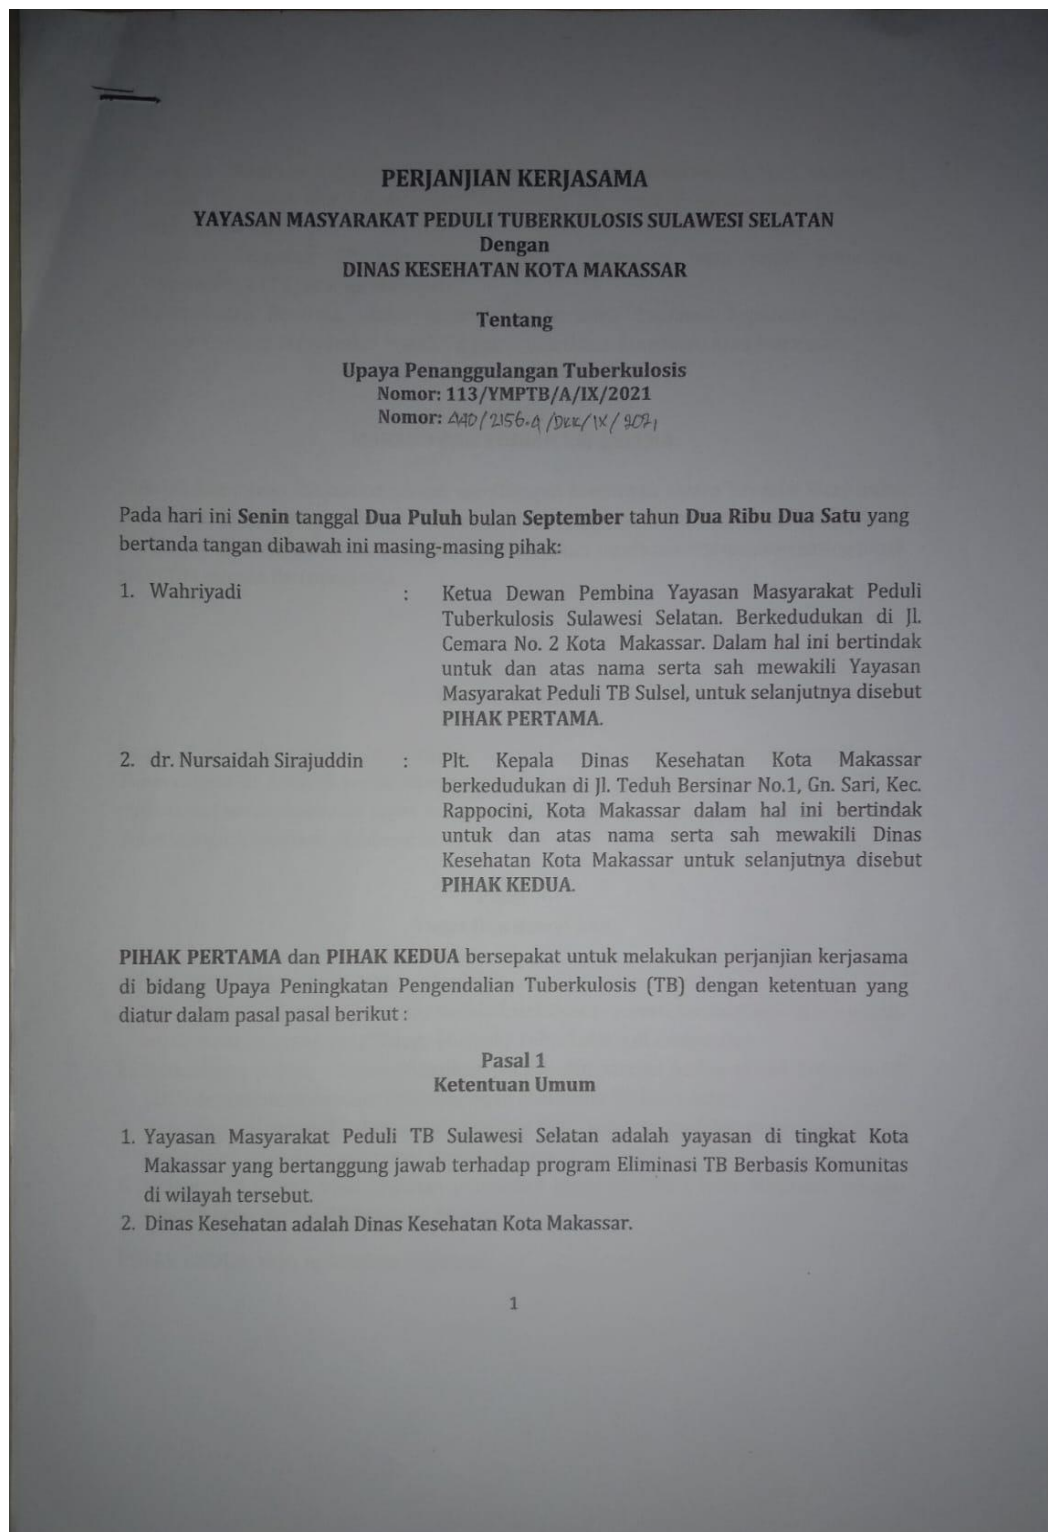 PERJANJIAN KERJASAMA
YAYASAN MASYARAKAT PEDULI TUBERKULOSIS SULAWESI SELATAN
Dengan
DINAS KESEHATAN KOTA MAKASSAR
Tentang
Upaya Penanggulangan Tuberkulosis
Nomor: 113/YMPTB/A/IX/2021
Nomor: 440/2156.a/DKK/IX/2021
Pada hari ini Senin tanggal Dua Puluh bulan September tahun Dua Ribu Dua Satu yang
bertanda tangan dibawah ini masing-masing pihak:
1. Wahriyadi : Ketua Dewan Pembina Yayasan Masyarakat Peduli
Tuberkulosis Sulawesi Selatan. Berkedudukan di Jl.
Cemara No. 2 Kota Makassar. Dalam hal ini bertindak
untuk dan atas nama serta sah mewakili Yayasan
Masyarakat Peduli TB Sulsel, untuk selanjutnya disebut
PIHAK PERTAMA.
2. dr. Nursaidah Sirajuddin : Plt. Kepala Dinas Kesehatan Kota Makassar
berkedudukan di Jl. Teduh Bersinar No.1, Gn. Sari, Kec.
Rappocini, Kota Makassar dalam hal ini bertindak
untuk dan atas nama serta sah mewakili Dinas
Kesehatan Kota Makassar untuk selanjutnya disebut
PIHAK KEDUA.
PIHAK PERTAMA dan PIHAK KEDUA bersepakat untuk melakukan perjanjian kerjasama
di bidang Upaya Peningkatan Pengendalian Tuberkulosis (TB) dengan ketentuan yang
diatur dalam pasal pasal berikut :
Pasal 1
Ketentuan Umum
1. Yayasan Masyarakat Peduli TB Sulawesi Selatan adalah yayasan di tingkat Kota
Makassar yang bertanggung jawab terhadap program Eliminasi TB Berbasis Komunitas
di wilayah tersebut.
2. Dinas Kesehatan adalah Dinas Kesehatan Kota Makassar.
1